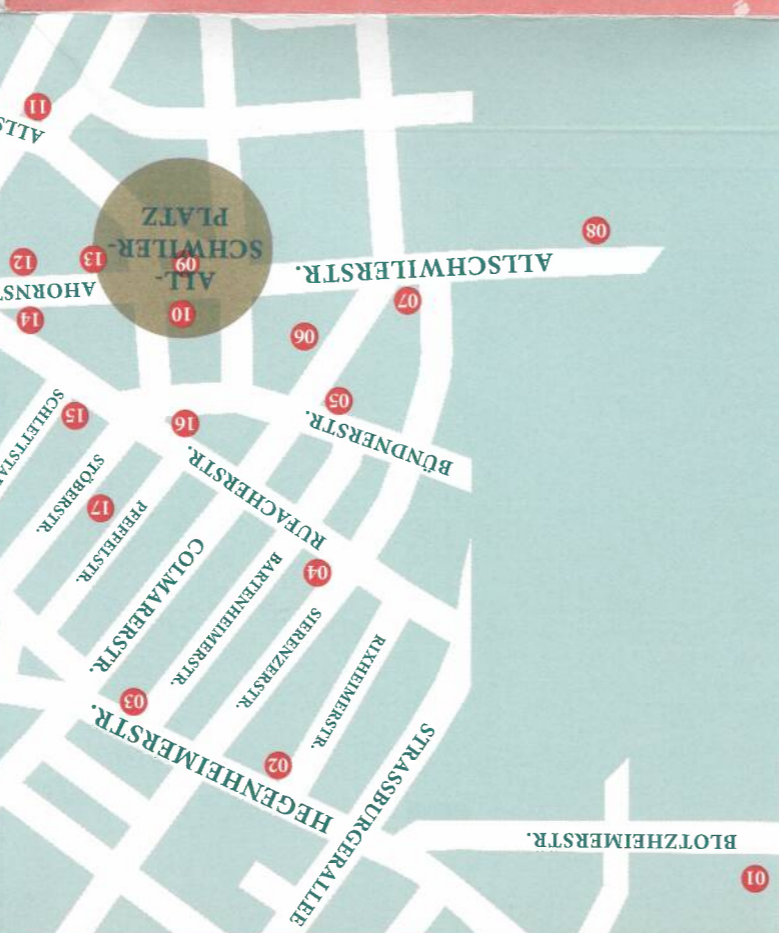 01
BLOTZHEIMERSTR.
STRASSBURGERALLEE
02
HEGENHEIMERSTR.
03
RIXHEIMERSTR.
SIERENZERSTR.
BARTENHEIMERSTR.
COLMARERSTR.
04
RUFACHERSTR.
PFEFFELSTR.
17
STÖBERSTR.
BÜNDNERSTR.
16
15
SCHLETTSTA
05
06
07
10
14
AHORNS
ALL-
09
SCHWILER-
PLATZ
13
12
ALLSCHWILERSTR.
08
ALLS
11